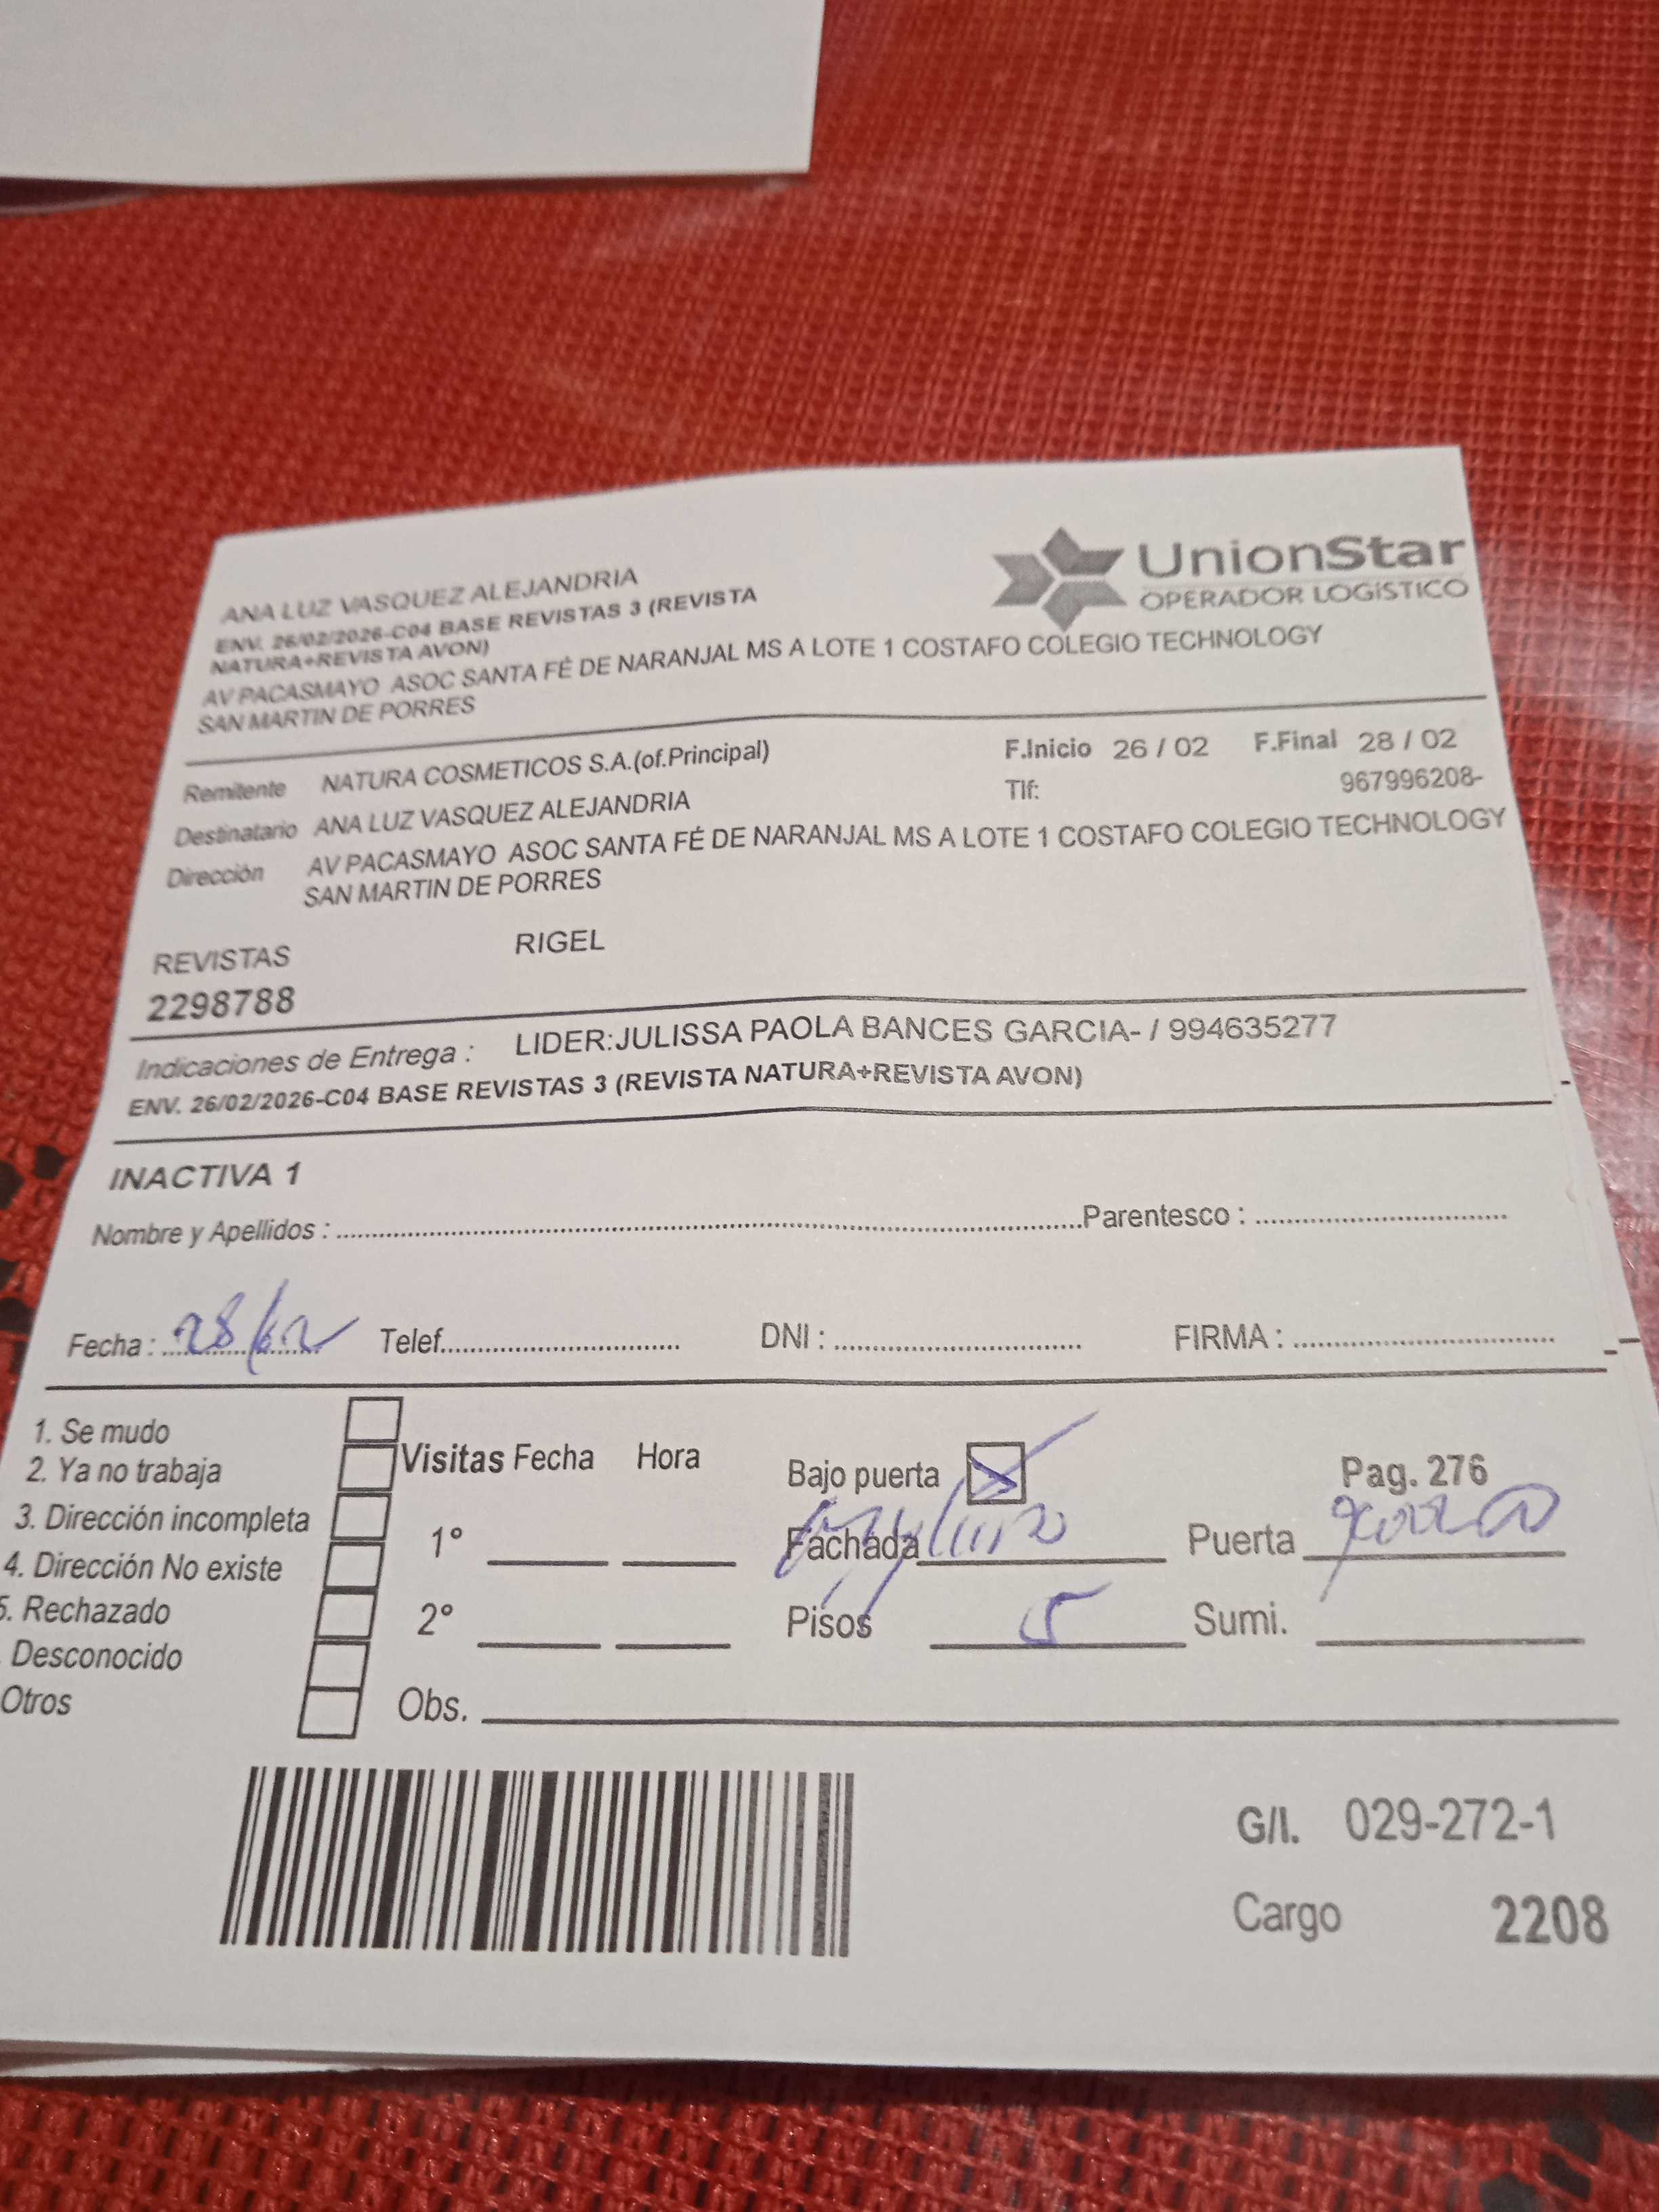 ANA LUZ VASQUEZ ALEJANDRIA
ENV. 26/02/2026-C04 BASE REVISTAS 3 (REVISTA
NATURA+REVISTA AVON)
AV PACASMAYO ASOC SANTA FÉ DE NARANJAL MS A LOTE 1 COSTAFO COLEGIO TECHNOLOGY
SAN MARTIN DE PORRES
UnionStar
OPERADOR LOGÍSTICO
Remitente NATURA COSMETICOS S.A.(of.Principal)
F.Inicio 26 / 02 F.Final 28 / 02
Destinatario ANA LUZ VASQUEZ ALEJANDRIA
Tlf: 967996208-
Dirección AV PACASMAYO ASOC SANTA FÉ DE NARANJAL MS A LOTE 1 COSTAFO COLEGIO TECHNOLOGY
SAN MARTIN DE PORRES
REVISTAS RIGEL
2298788
Indicaciones de Entrega : LIDER:JULISSA PAOLA BANCES GARCIA- / 994635277
ENV. 26/02/2026-C04 BASE REVISTAS 3 (REVISTA NATURA+REVISTA AVON)
INACTIVA 1
Nombre y Apellidos : Parentesco :
Fecha : 28/02 Telef. DNI : FIRMA :
1. Se mudo
2. Ya no trabaja
3. Dirección incompleta
4. Dirección No existe
5. Rechazado
. Desconocido
Otros
Visitas Fecha Hora
1°
2°
Obs.
Bajo puerta Pag. 276
Fachada Puerta
Pisos 5 Sumi.
G/I. 029-272-1
Cargo 2208